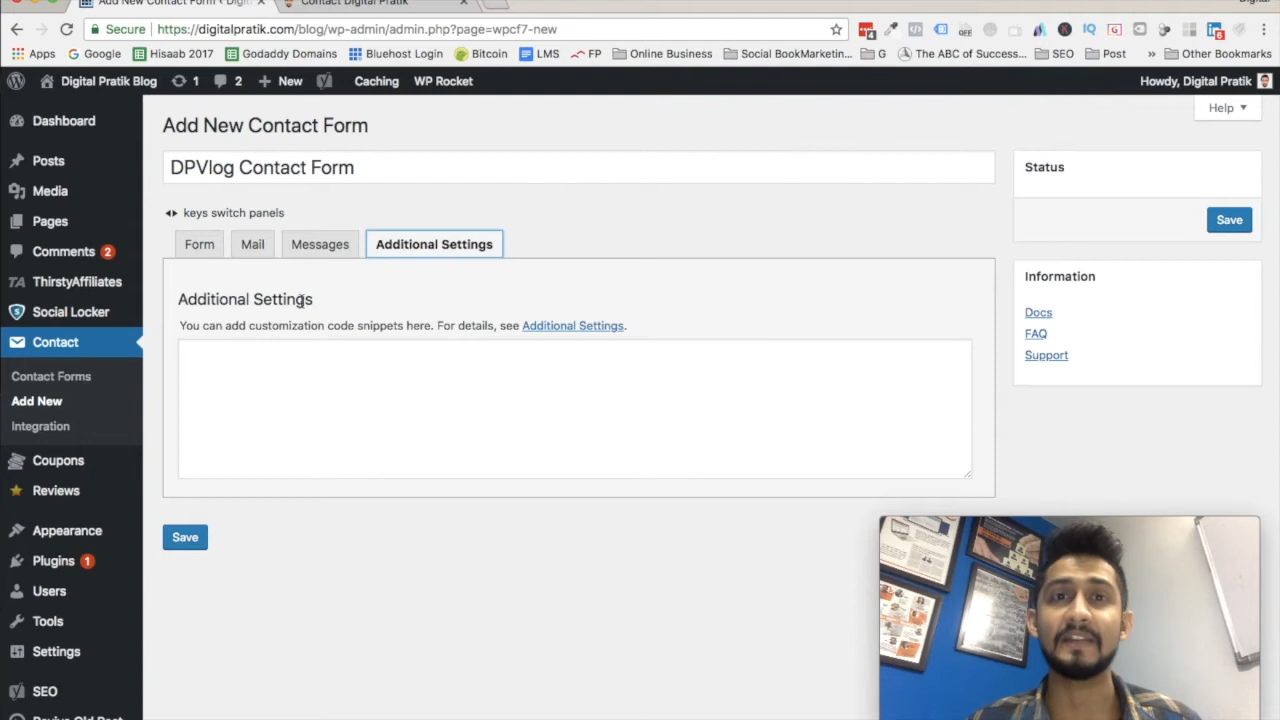 Add New Contact Form ‹ Digit
Contact Digital Pratik
Digital
Secure
https://digitalpratik.com/blog/wp-admin/admin.php?page=wpcf7-new
Apps
Google
Hisaab 2017
Godaddy Domains
Bluehost Login
Bitcoin
LMS
FP
Online Business
Social BookMarketin...
G
The ABC of Success...
SEO
Post
»
Other Bookmarks
Digital Pratik Blog
1
2
New
Caching
WP Rocket
Howdy, Digital Pratik
Help
Dashboard
Posts
Media
Pages
Comments 2
ThirstyAffiliates
Social Locker
Contact
Contact Forms
Add New
Integration
Coupons
Reviews
Appearance
Plugins 1
Users
Tools
Settings
SEO
Revive Old Post
Add New Contact Form
DPVlog Contact Form
keys switch panels
Form
Mail
Messages
Additional Settings
Additional Settings
You can add customization code snippets here. For details, see Additional Settings.
Save
Status
Save
Information
Docs
FAQ
Support